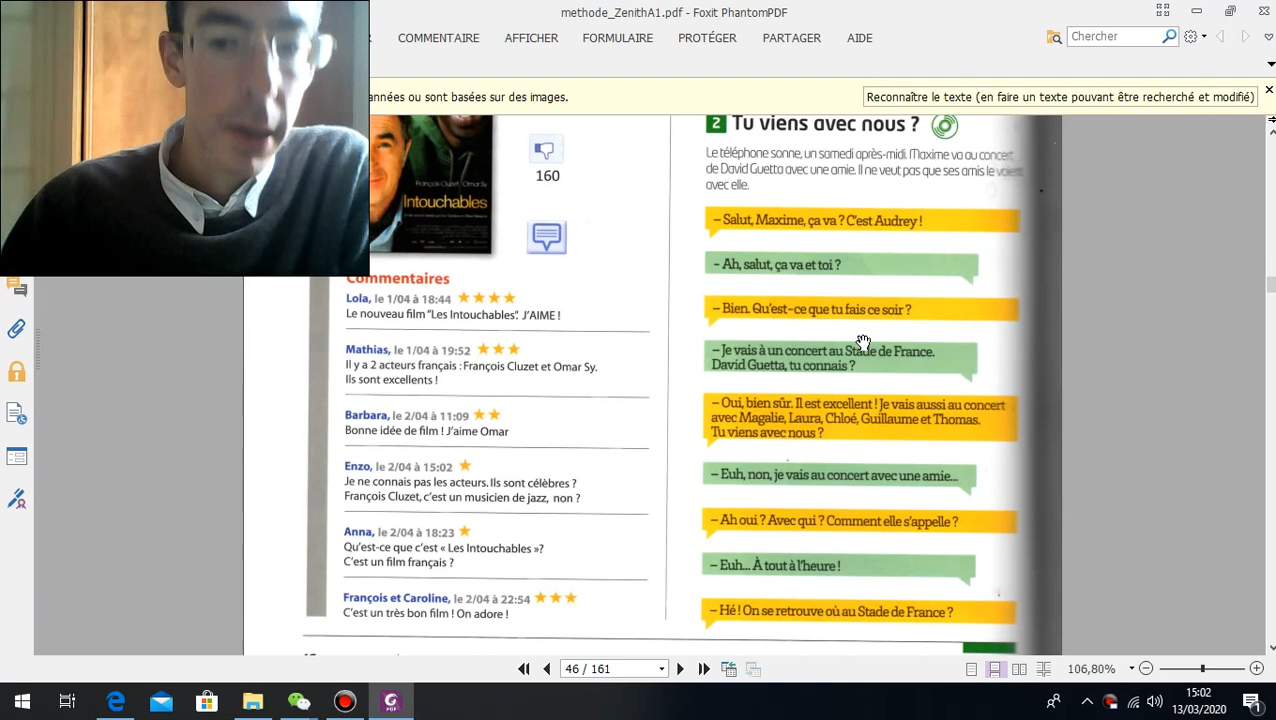 methode_ZenithA1.pdf - Foxit PhantomPDF
COMMENTAIRE AFFICHER FORMULAIRE PROTÉGER PARTAGER AIDE
Chercher
années ou sont basées sur des images.
Reconnaître le texte (en faire un texte pouvant être recherché et modifié)
160
François Cluzet Omar Sy
Intouchables
Commentaires
Lola, le 1/04 à 18:44
Le nouveau film "Les Intouchables". J'AIME !
Mathias, le 1/04 à 19:52
Il y a 2 acteurs français : François Cluzet et Omar Sy.
Ils sont excellents !
Barbara, le 2/04 à 11:09
Bonne idée de film ! J'aime Omar
Enzo, le 2/04 à 15:02
Je ne connais pas les acteurs. Ils sont célèbres ?
François Cluzet, c'est un musicien de jazz, non ?
Anna, le 2/04 à 18:23
Qu'est-ce que c'est « Les Intouchables »?
C'est un film français ?
François et Caroline, le 2/04 à 22:54
C'est un très bon film ! On adore !
2 Tu viens avec nous ?
Le téléphone sonne, un samedi après-midi. Maxime va au concert
de David Guetta avec une amie. Il ne veut pas que ses amis le voient
avec elle.
– Salut, Maxime, ça va ? C'est Audrey !
– Ah, salut, ça va et toi ?
– Bien. Qu'est-ce que tu fais ce soir ?
– Je vais à un concert au Stade de France.
David Guetta, tu connais ?
– Oui, bien sûr. Il est excellent ! Je vais aussi au concert
avec Magalie, Laura, Chloé, Guillaume et Thomas.
Tu viens avec nous ?
– Euh, non, je vais au concert avec une amie...
– Ah oui ? Avec qui ? Comment elle s'appelle ?
– Euh... À tout à l'heure !
– Hé ! On se retrouve où au Stade de France ?
46 / 161
106,80%
15:02
13/03/2020